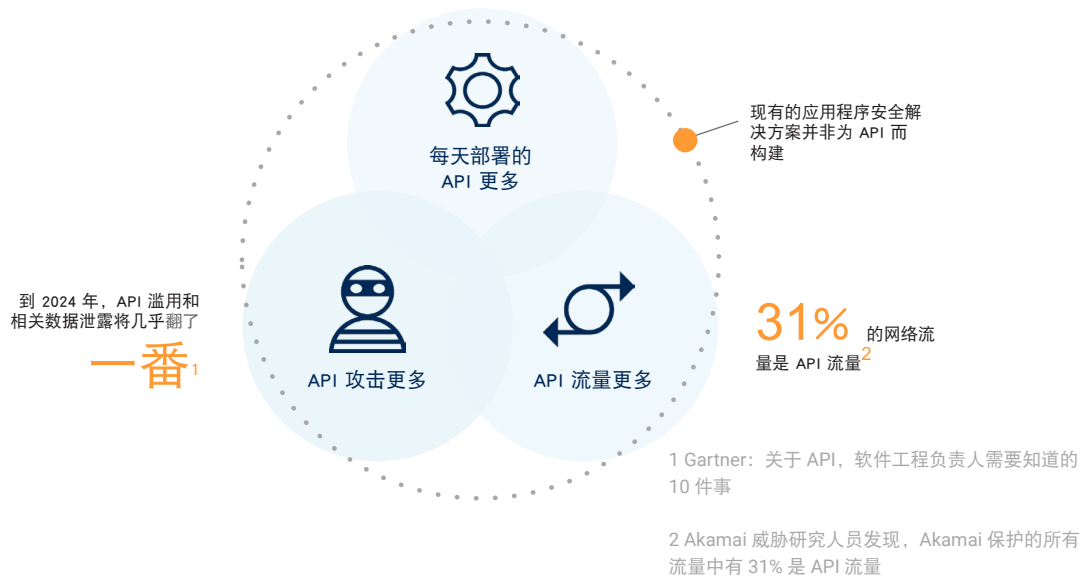 每天部署的
API 更多
现有的应用程序安全解
决方案并非为 API 而
构建
到 2024 年，API 滥用和
相关数据泄露将几乎翻了
一番1
API 攻击更多
API 流量更多
31% 的网络流
量是 API 流量2
1 Gartner：关于 API，软件工程负责人需要知道的
10 件事
2 Akamai 威胁研究人员发现，Akamai 保护的所有
流量中有 31% 是 API 流量